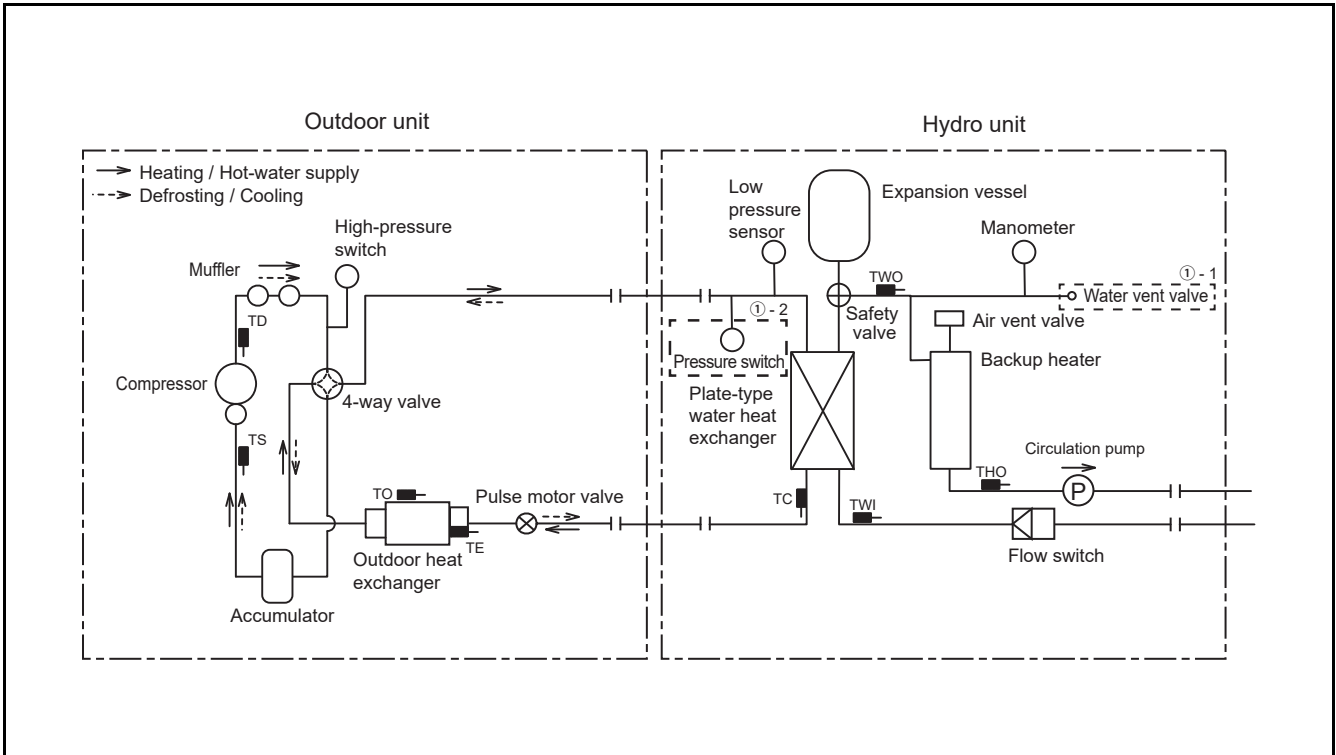 Outdoor unit
Hydro unit
Heating / Hot-water supply
Defrosting / Cooling
High-pressure
switch
Muffler
TD
Compressor
4-way valve
TS
TO
Pulse motor valve
TE
Outdoor heat
exchanger
Accumulator
Low
pressure
sensor
Expansion vessel
Manometer
TWO
① - 1
Water vent valve
① - 2
Safety
valve
Air vent valve
Pressure switch
Backup heater
Plate-type
water heat
exchanger
Circulation pump
THO
P
TC
TWI
Flow switch